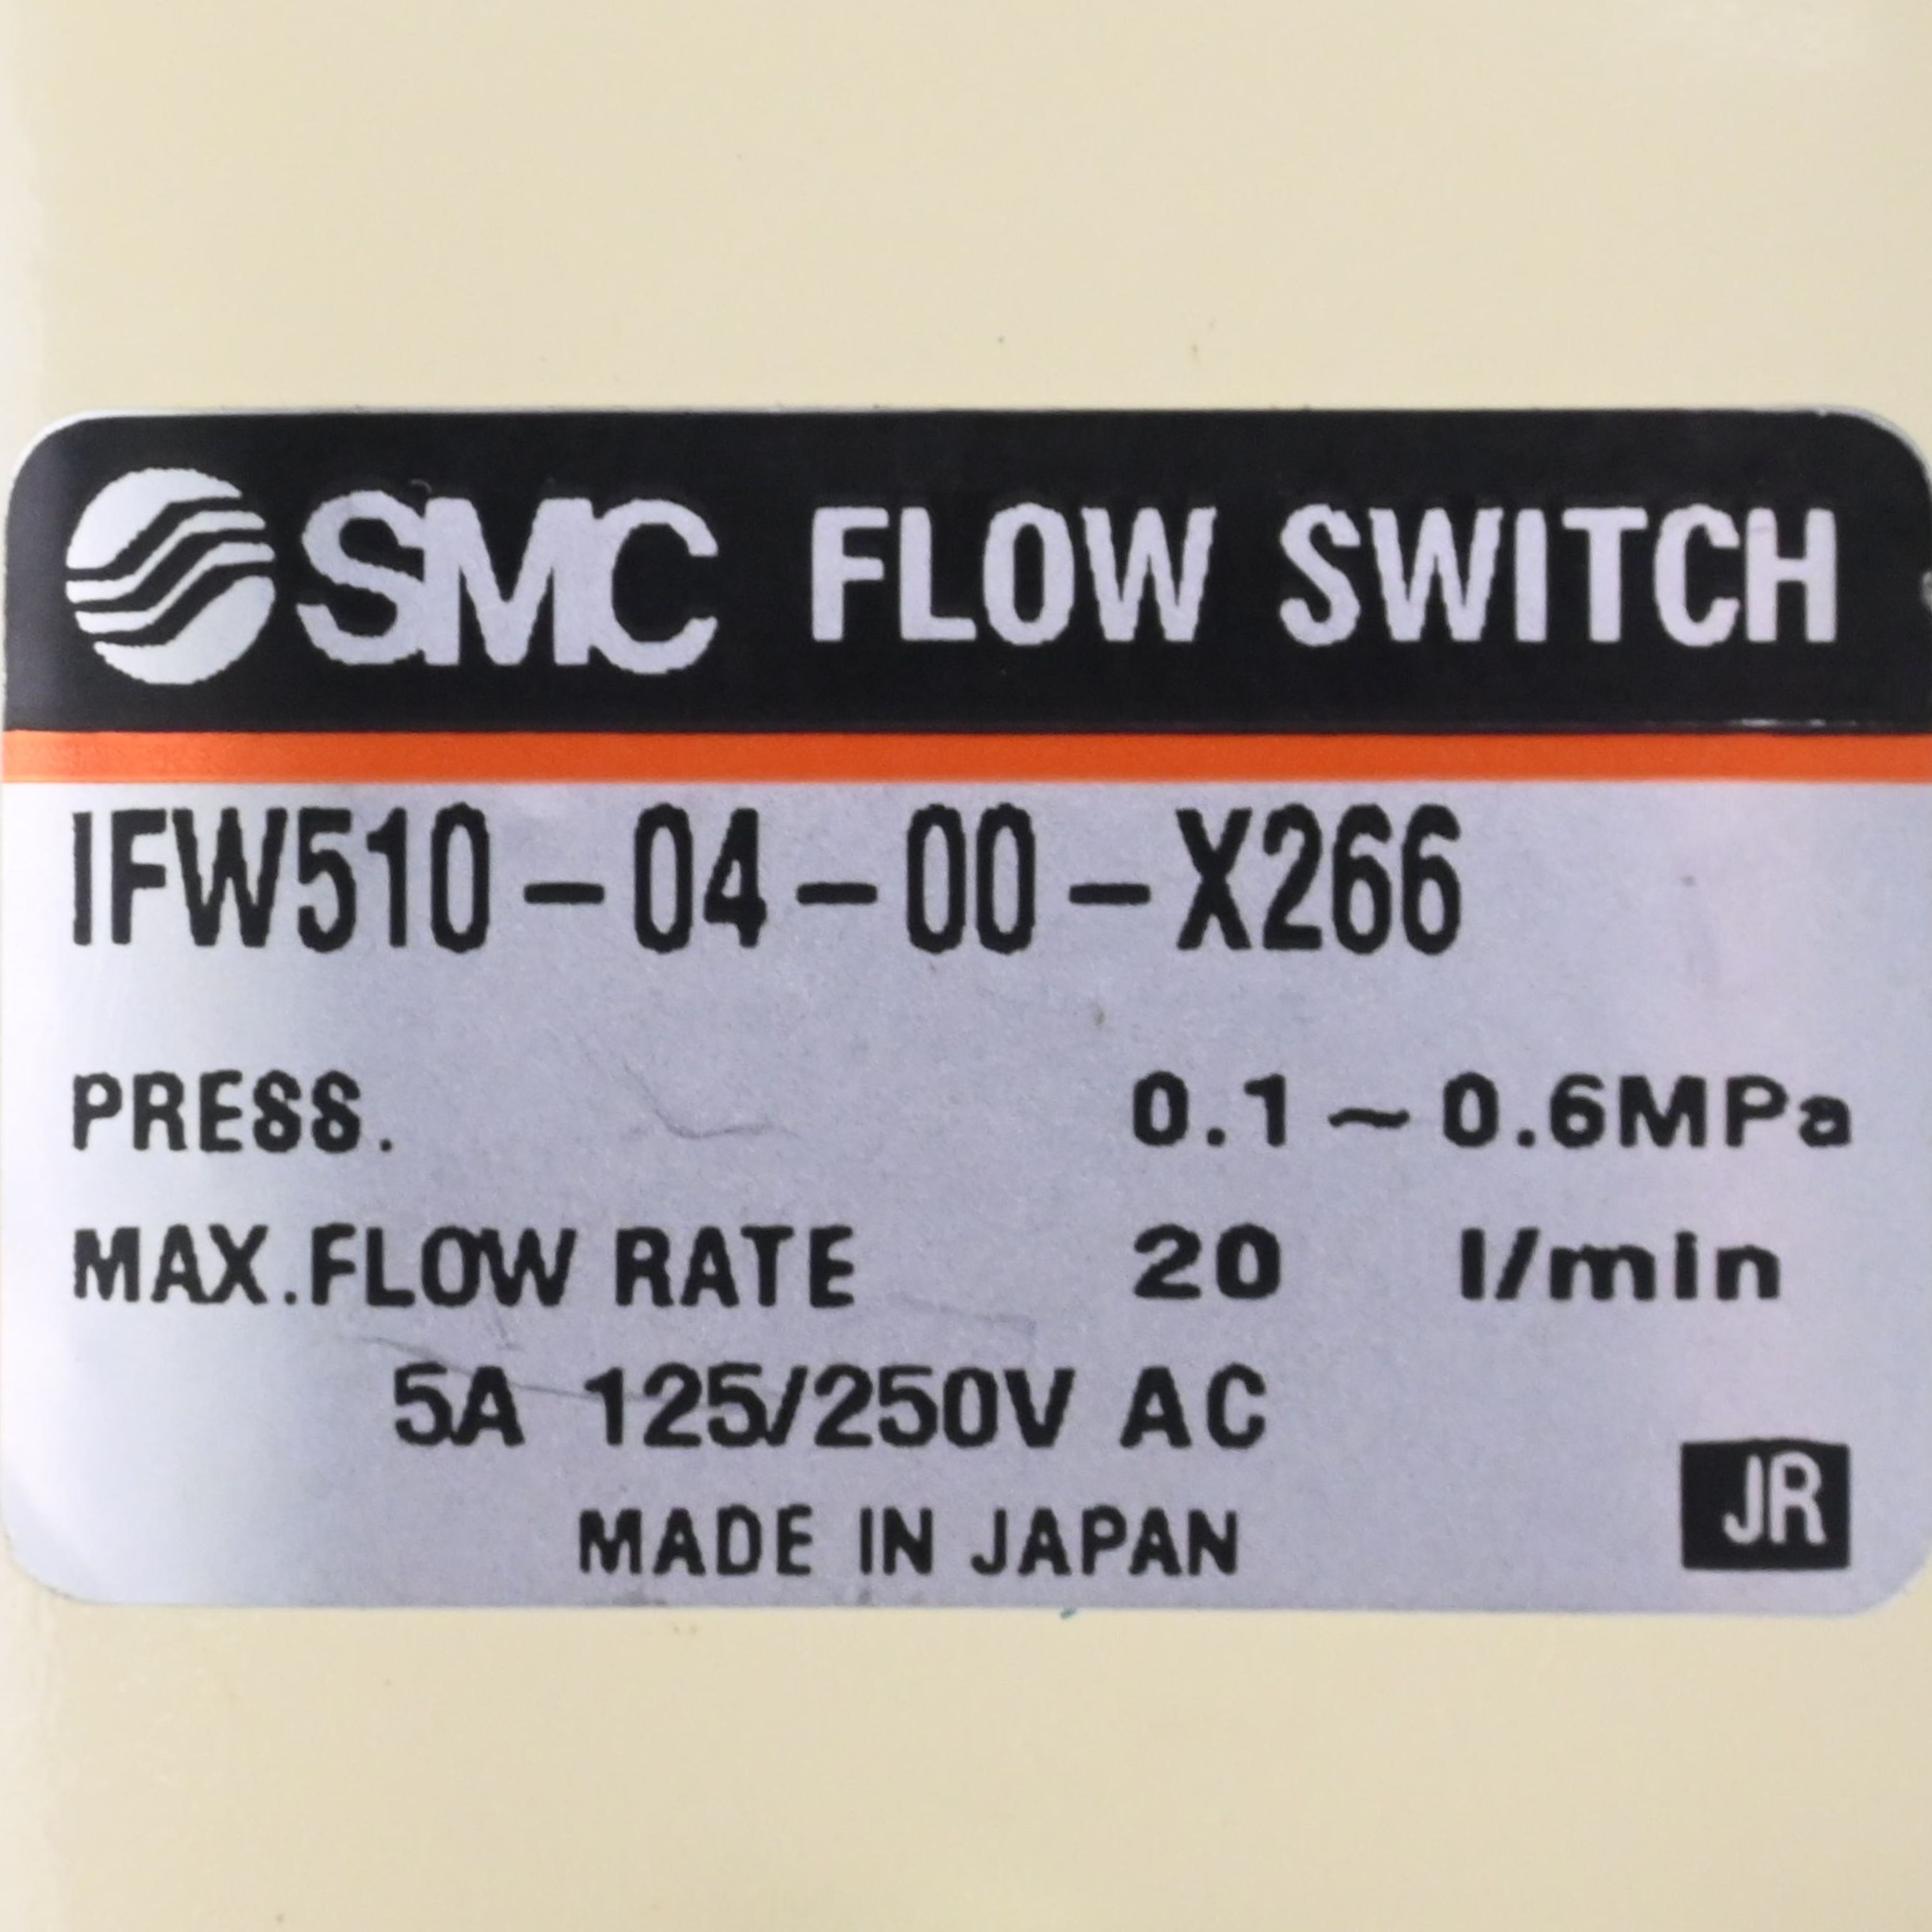 SMC FLOW SWITCH
IFW510-04-00-X266
PRESS. 0.1~0.6MPa
MAX.FLOW RATE 20 l/min
5A 125/250V AC
MADE IN JAPAN
JR